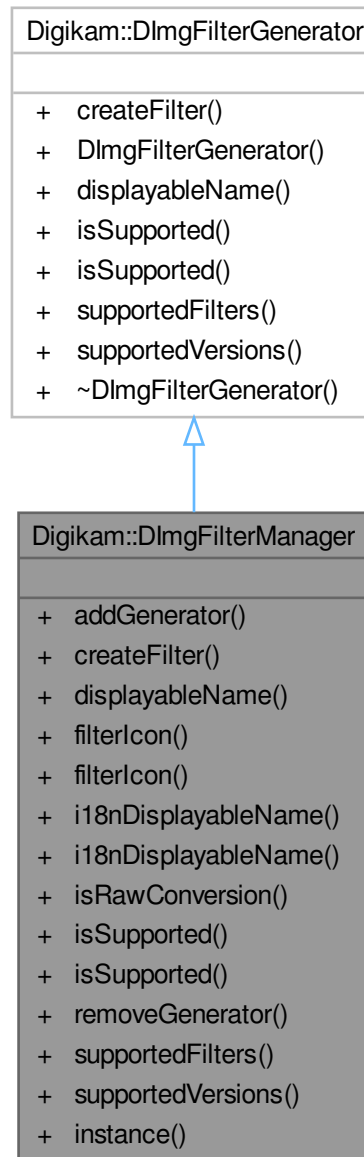 Digikam::DImgFilterGenerator
+ createFilter()
+ DImgFilterGenerator()
+ displayableName()
+ isSupported()
+ isSupported()
+ supportedFilters()
+ supportedVersions()
+ ~DImgFilterGenerator()
Digikam::DImgFilterManager
+ addGenerator()
+ createFilter()
+ displayableName()
+ filterIcon()
+ filterIcon()
+ i18nDisplayableName()
+ i18nDisplayableName()
+ isRawConversion()
+ isSupported()
+ isSupported()
+ removeGenerator()
+ supportedFilters()
+ supportedVersions()
+ instance()